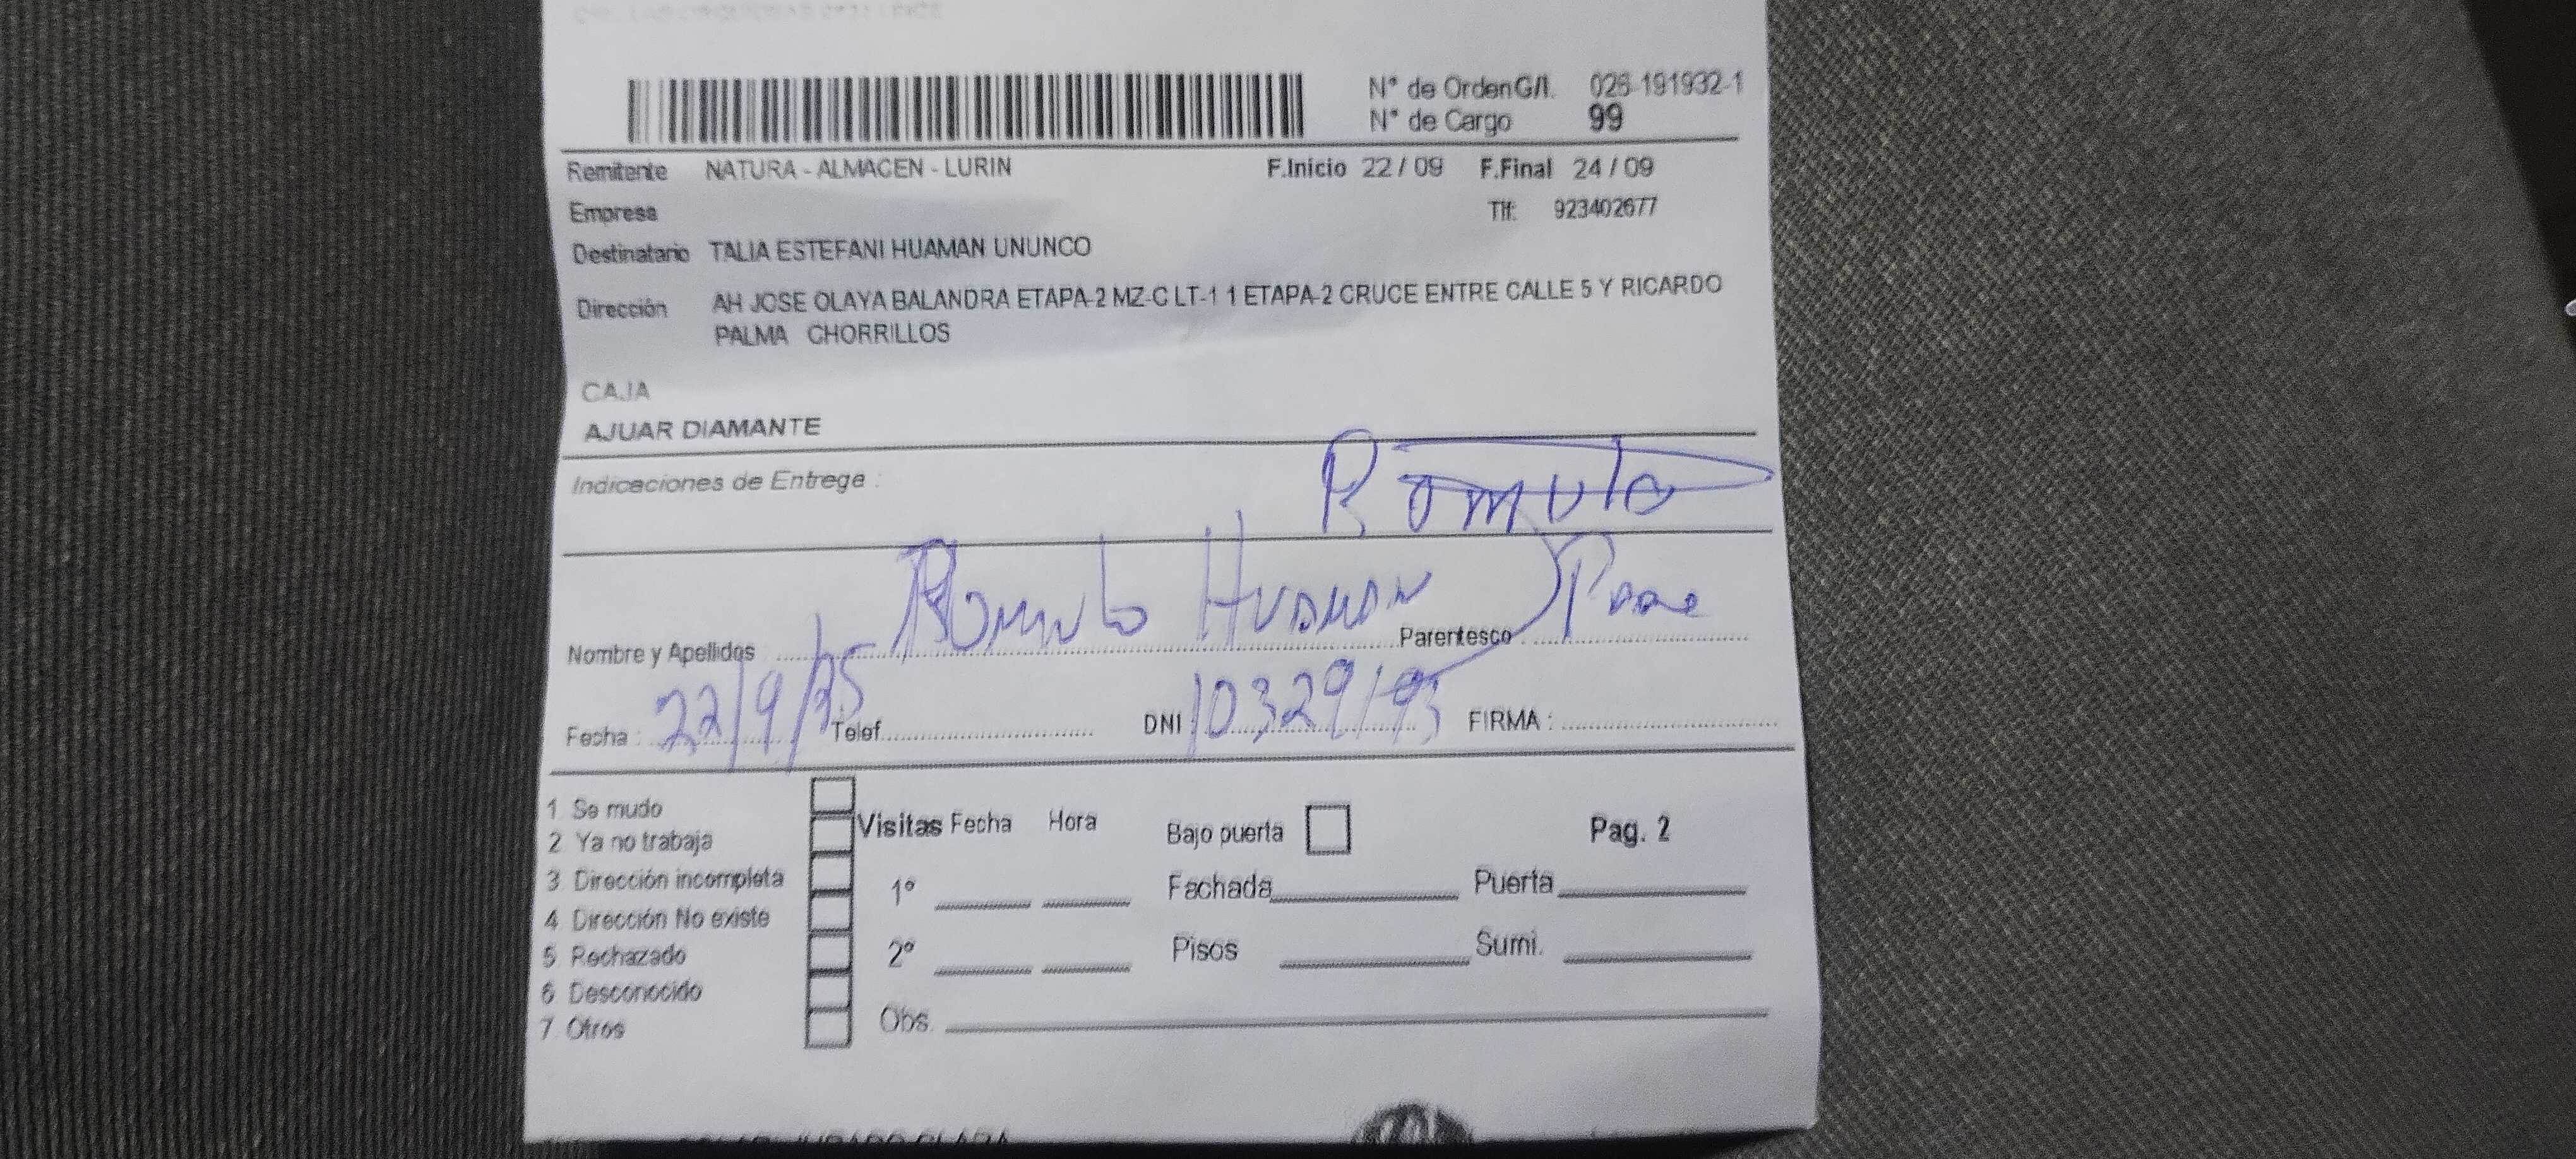 N° de Orden G/I. 026-191932-1
N° de Cargo 99
Remitente NATURA - ALMACEN - LURIN F.Inicio 22 / 09 F.Final 24 / 09
Empresa Tlf: 923402677
Destinatario TALIA ESTEFANI HUAMAN UNUNCO
Dirección AH JOSE OLAYA BALANDRA ETAPA-2 MZ-C LT-1 1 ETAPA-2 CRUCE ENTRE CALLE 5 Y RICARDO
PALMA CHORRILLOS
CAJA
AJUAR DIAMANTE
Indicaciones de Entrega :
Romulo
Nombre y Apellidos Romulo Huaman Parentesco :
Fecha : 22/9/25 Telef. DNI 10329193 FIRMA :
1 Se mudo
2 Ya no trabaja
3 Dirección incompleta
4 Dirección No existe
5 Rechazado
6 Desconocido
7 Otros
Visitas Fecha Hora Bajo puerta Pag. 2
1° Fachada Puerta
2° Pisos Sumi.
Obs.